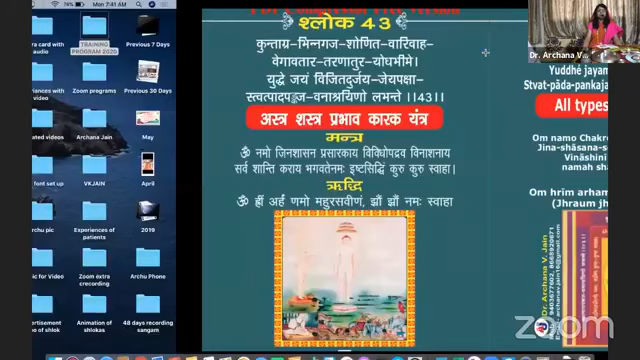 Mon 7:41 AM
TRAINING
PROGRAM 2020
Previous 7 Days
Zoom pempances
Previous 30 Days
Archana Jain
May
VKJAIN
April
Experiences of
patients
2019
Zoom extra
crecording
Archu Phone
Animation of
shlokas
48 days recording
sangam
श्लोक 43
कुन्ताग्र-भिन्नगज-शोणित-वारिवाह-
वेगावतार-तरणातुर-योधभीमे।
युद्धे जयं विजितदुर्जय-जेयपक्षा-
स्त्वत्पादपङ्कज-वनाश्रयिणो लभन्ते ।।43।।
अस्त्र शस्त्र प्रभाव कारक यंत्र
मन्त्र
ॐ नमो जिनशासन प्रसारकाय विविधोपद्रव विनाशनाय
सर्व शान्ति कराय भगवतेनमः इष्टसिद्धिं कुरु कुरु स्वाहा।
ऋद्धि
ॐ ह्रीं अर्हं णमो महुरसवीणं, झ्रौं झ्रौं नमः स्वाहा
Dr. Archana V. Jain
Yuddhé jayam
Stvat-pāda-pankaja
All types
Om namo Chakre
Jina-shāsana-s
Vināshini
namah sha
Om hrim arham
(Jhraum jh
Dr. Archana V. Jain
zoom